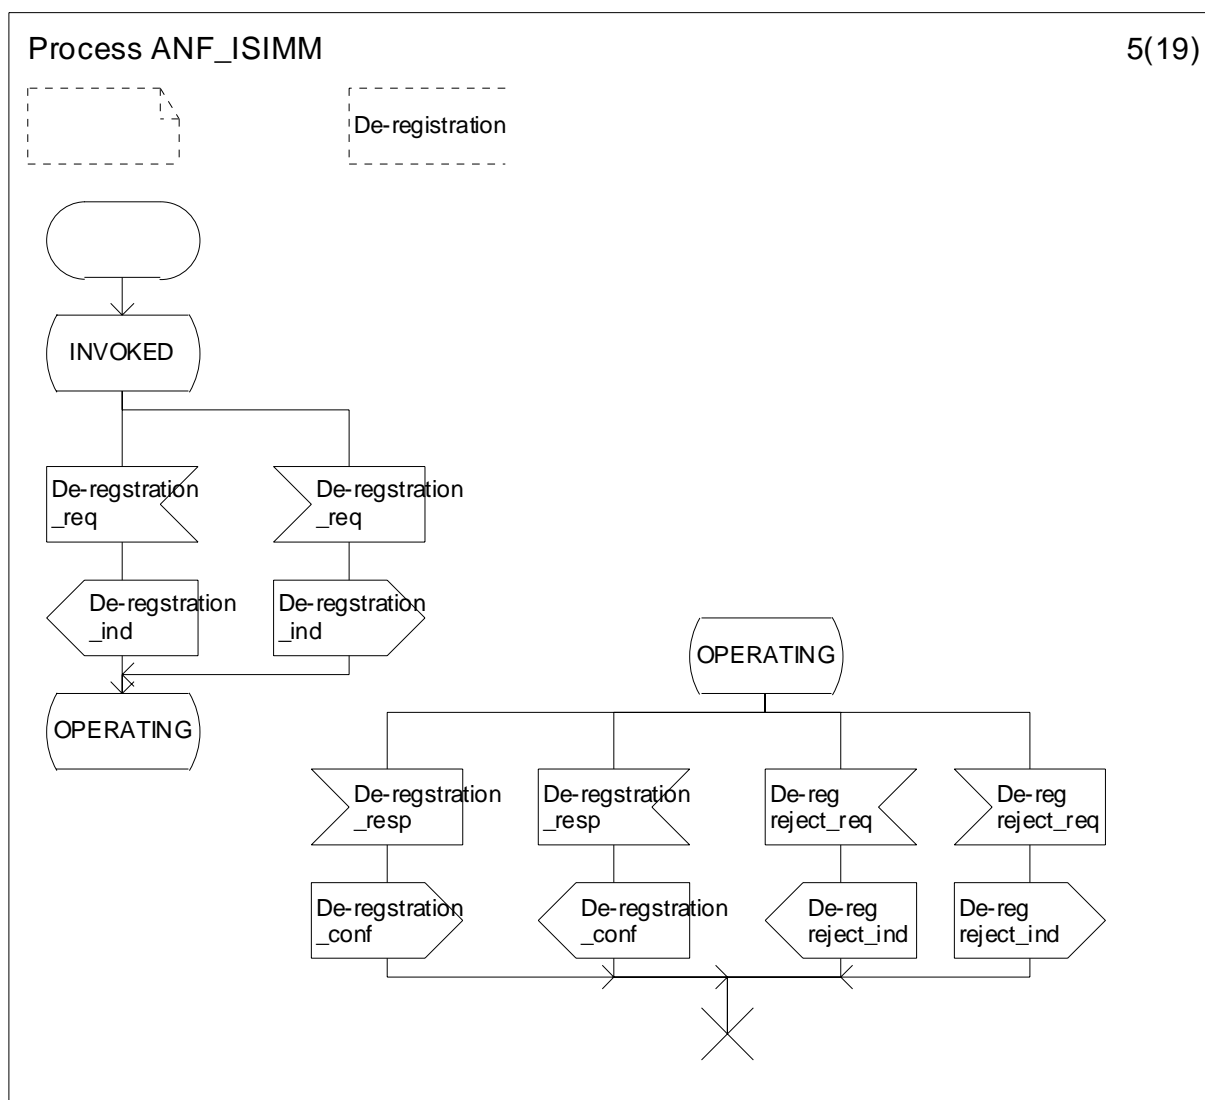 Process ANF_ISIMM
5(19)
De-registration
INVOKED
De-regstration
_req
De-regstration
_req
De-regstration
_ind
De-regstration
_ind
OPERATING
OPERATING
De-regstration
_resp
De-regstration
_resp
De-reg
reject_req
De-reg
reject_req
De-regstration
_conf
De-regstration
_conf
De-reg
reject_ind
De-reg
reject_ind